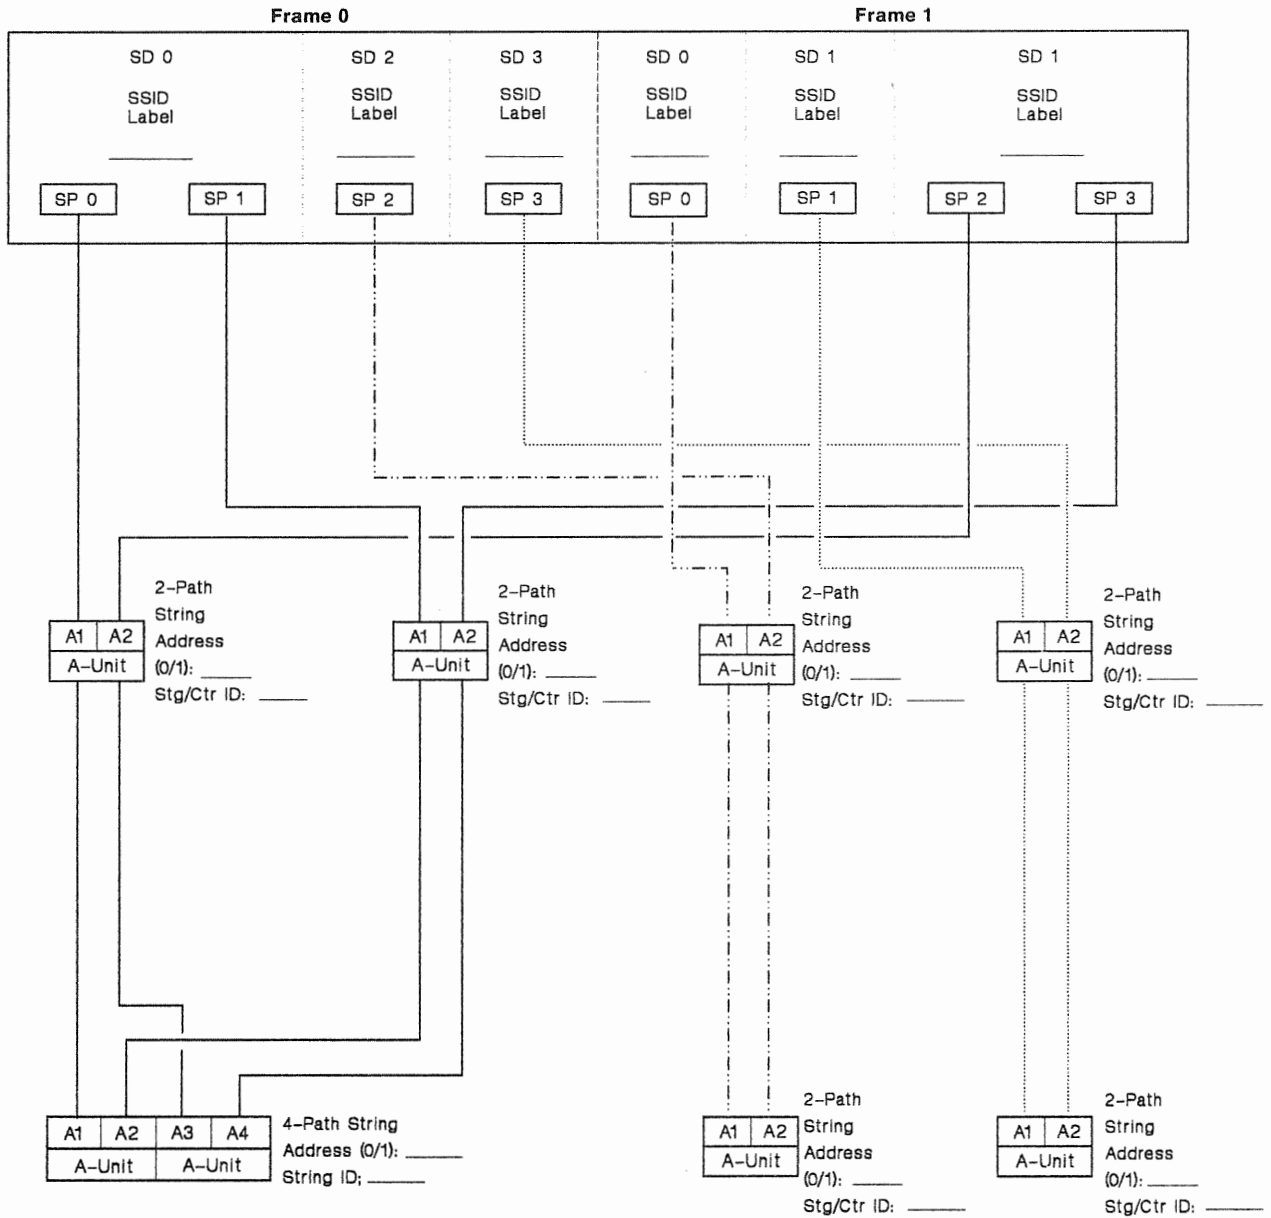 Frame 0
Frame 1
SD 0
SD 2
SD 3
SD 0
SD 1
SD 1
SSID
Label
SSID
Label
SSID
Label
SSID
Label
SSID
Label
SSID
Label
SP 0
SP 1
SP 2
SP 3
SP 0
SP 1
SP 2
SP 3
A1 A2
A-Unit
2-Path
String
Address
(0/1):
Stg/Ctr ID:
A1 A2
A-Unit
2-Path
String
Address
(0/1):
Stg/Ctr ID:
A1 A2
A-Unit
2-Path
String
Address
(0/1):
Stg/Ctr ID:
A1 A2
A-Unit
2-Path
String
Address
(0/1):
Stg/Ctr ID:
A1 A2 A3 A4
A-Unit A-Unit
4-Path String
Address (0/1):
String ID;
A1 A2
A-Unit
2-Path
String
Address
(0/1):
Stg/Ctr ID:
A1 A2
A-Unit
2-Path
String
Address
(0/1):
Stg/Ctr ID: